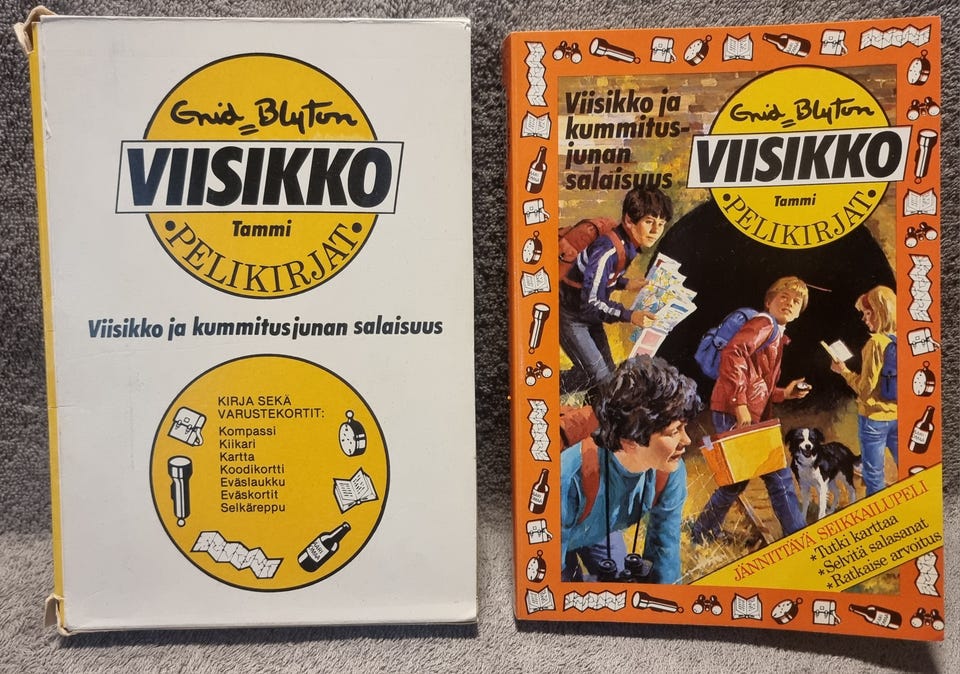 Enid Blyton
VIISIKKO
Tammi
•PELIKIRJAT•
Viisikko ja kummitusjunan salaisuus
KIRJA SEKÄ
VARUSTEKORTIT:
Kompassi
Kiikari
Kartta
Koodikortti
Eväslaukku
Eväskortit
Selkäreppu
Viisikko ja
kummitus-
junan
salaisuus
Enid Blyton
VIISIKKO
Tammi
•PELIKIRJAT•
JÄNNITTÄVÄ SEIKKAILUPELI
*Tutki karttaa
*Selvitä salasanat
*Ratkaise arvoitus